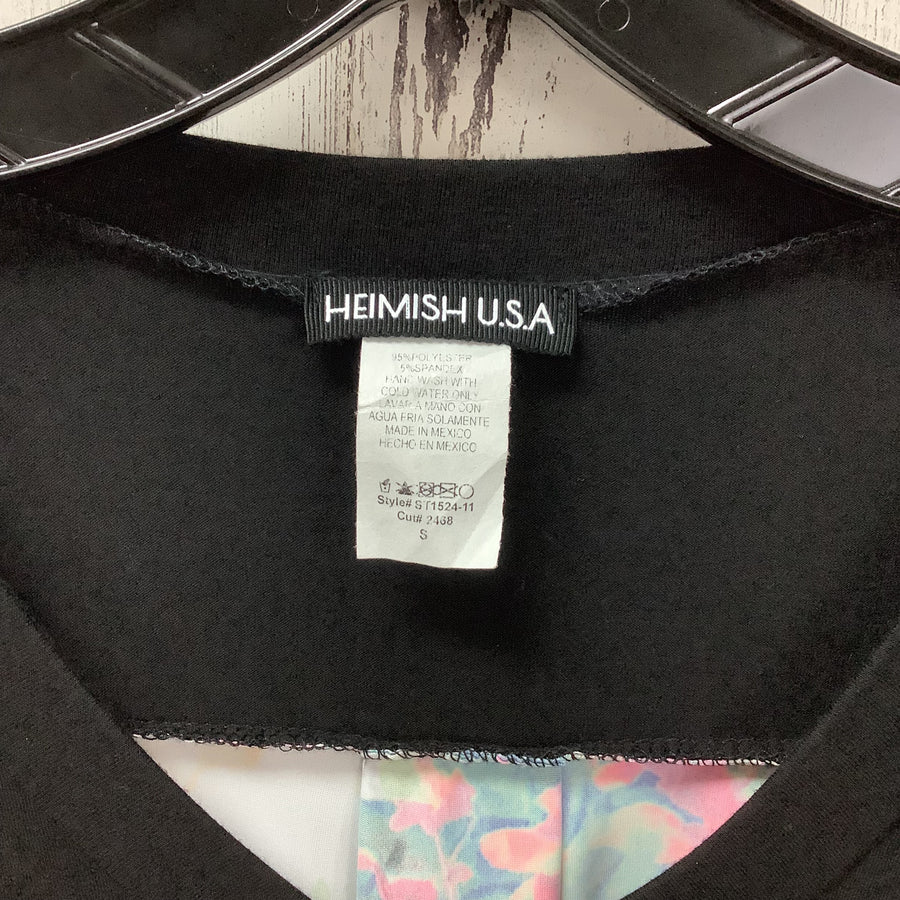 HEIMISH U.S.A
95%POLYESTER
5%SPANDEX
HAND WASH WITH
COLD WATER ONLY
LAVAR A MANO CON
AGUA FRIA SOLAMENTE
MADE IN MEXICO
HECHO EN MEXICO
Style# ST1524-11
Cut# 2468
S